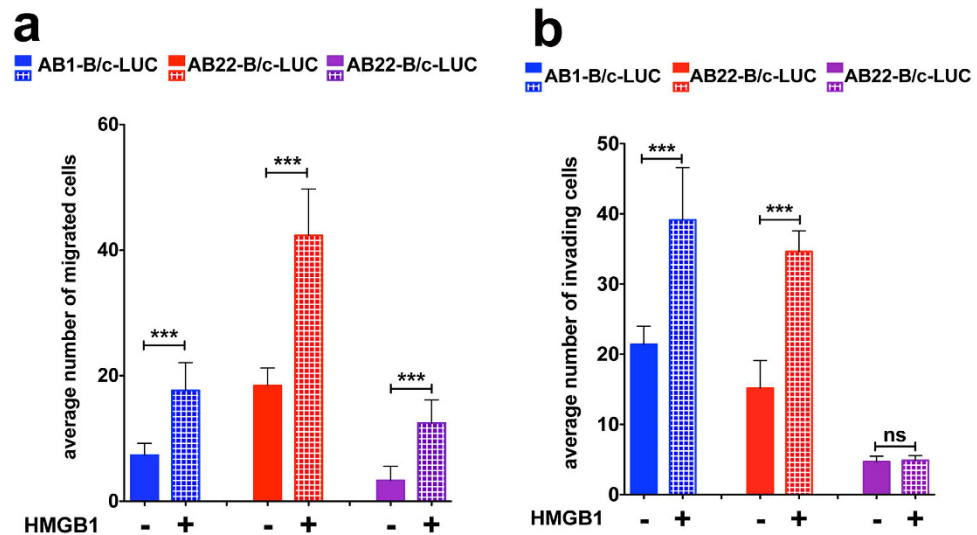 a
AB1-B/c-LUC AB22-B/c-LUC AB22-B/c-LUC
average number of migrated cells
60
40
20
0
***
***
***
HMGB1 - + - + - +
b
AB1-B/c-LUC AB22-B/c-LUC AB22-B/c-LUC
average number of invading cells
50
40
30
20
10
0
***
***
ns
HMGB1 - + - + - +